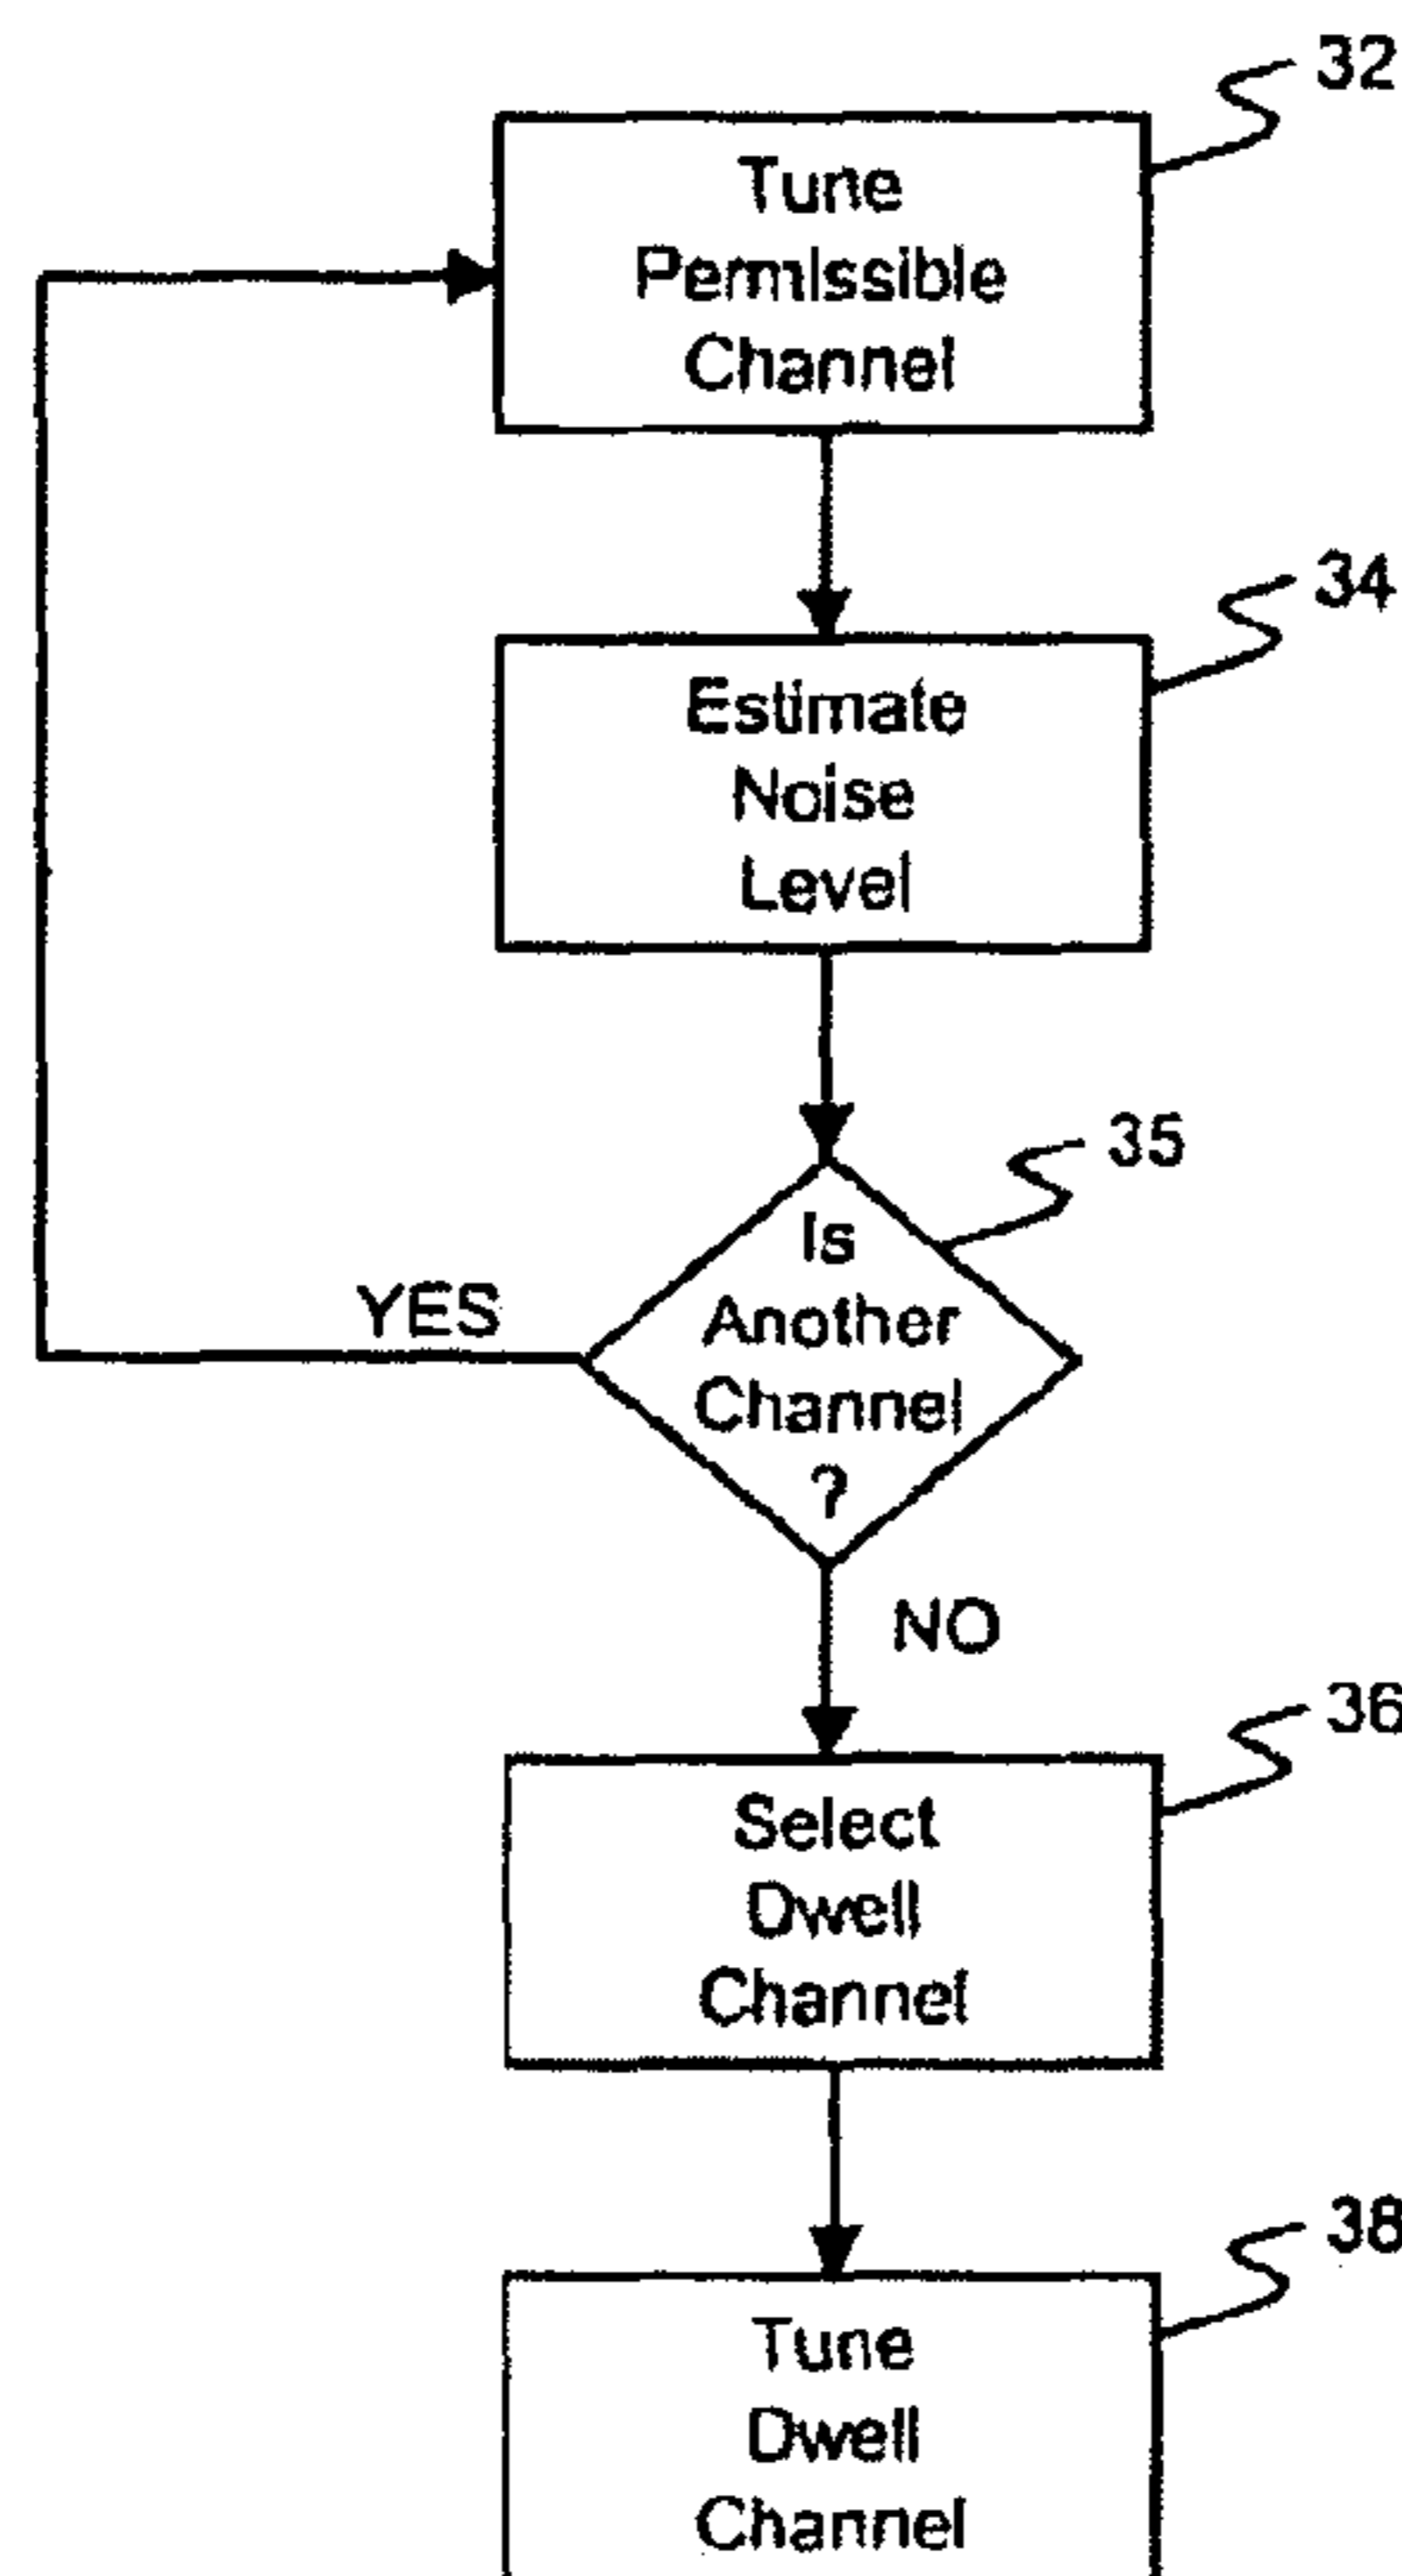 32
Tune
Permissible
Channel
34
Estimate
Noise
Level
35
Is
Another
Channel
?
YES
NO
36
Select
Dwell
Channel
38
Tune
Dwell
Channel